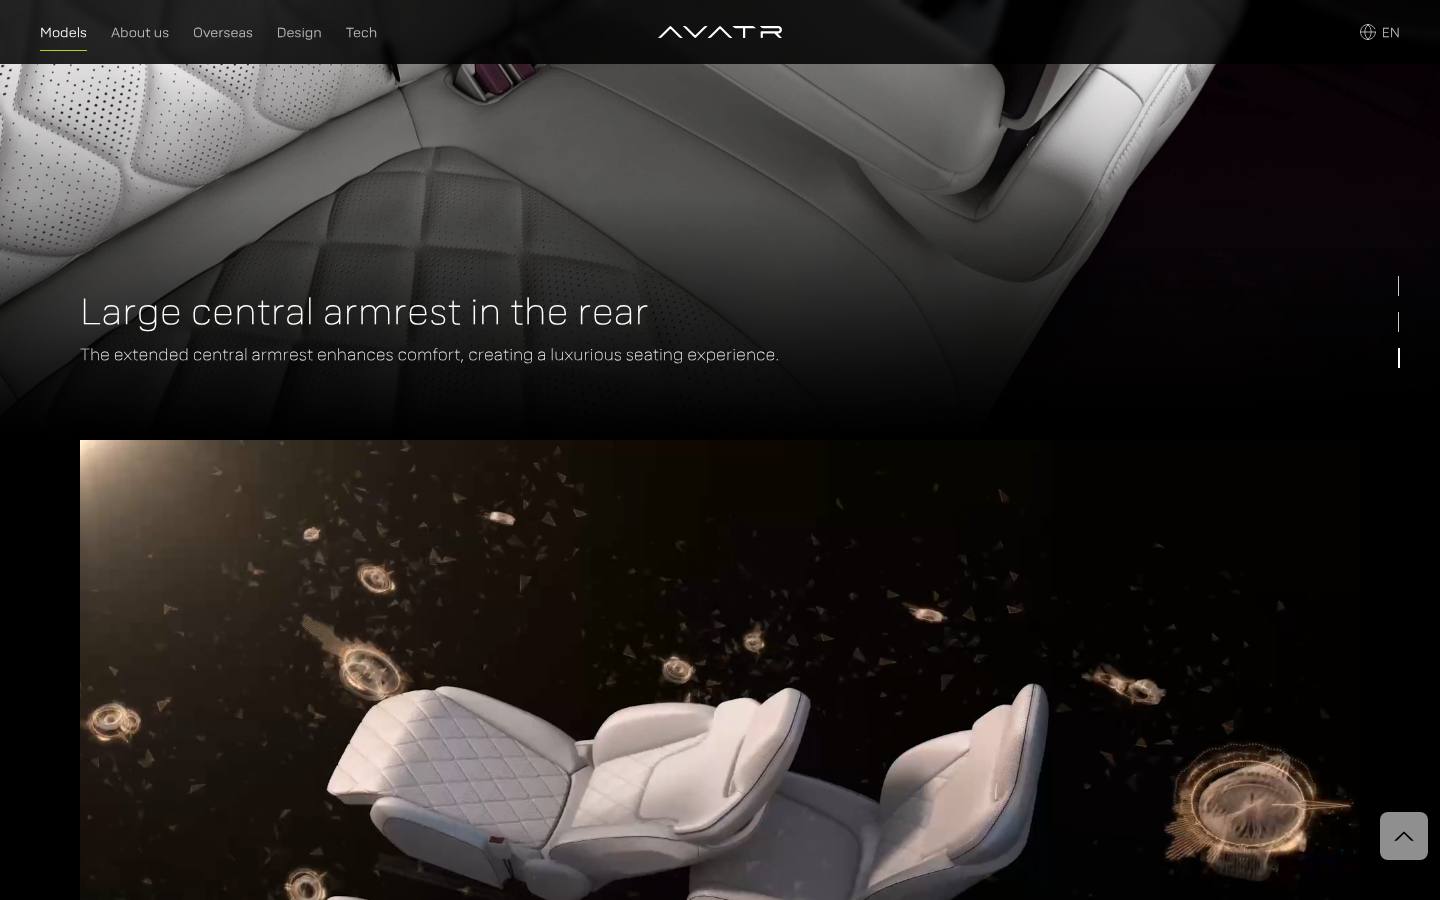 Models
About us
Overseas
Design
Tech
AVATR
EN
Large central armrest in the rear
The extended central armrest enhances comfort, creating a luxurious seating experience.